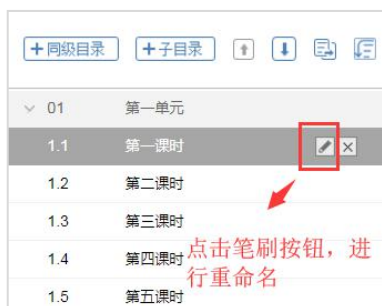 +同级目录 +子目录
01 第一单元
1.1 第一课时
1.2 第二课时
1.3 第三课时
1.4 第四课时
点击笔刷按钮，进
行重命名
1.5 第五课时